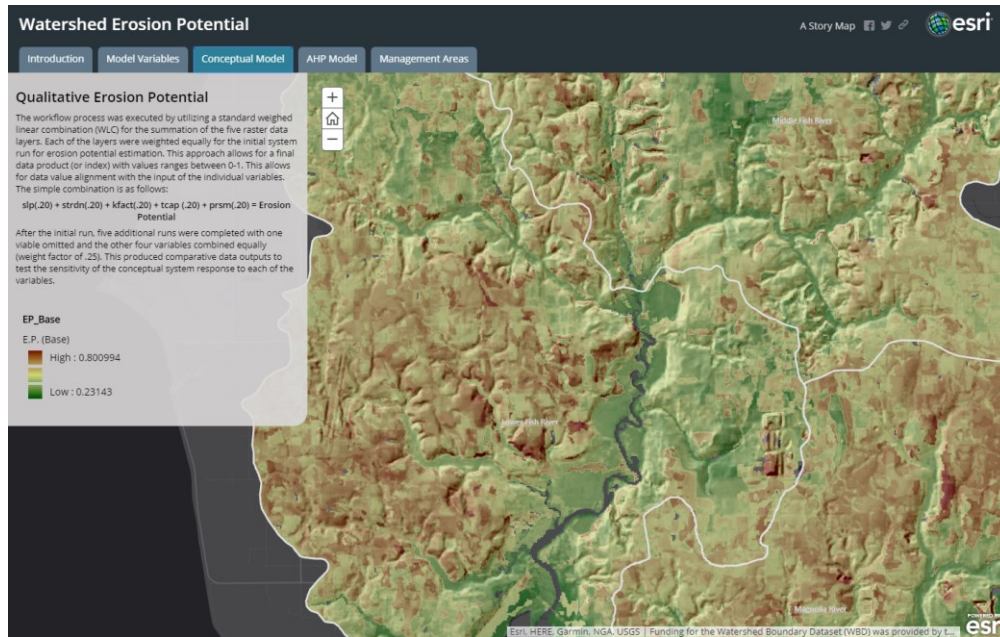 Watershed Erosion Potential
A Story Map
esri
Introduction
Model Variables
Conceptual Model
AHP Model
Management Areas
Qualitative Erosion Potential
The workflow process was executed by utilizing a standard weighed
linear combination (WLC) for the summation of the five raster data
layers. Each of the layers were weighted equally for the initial system
run for erosion potential estimation. This approach allows for a final
data product (or index) with values ranges between 0-1. This allows
for data value alignment with the input of the individual variables.
The simple combination is as follows:
slp(.20) + strdn(.20) + kfact(.20) + tcap (.20) + prsm(.20) = Erosion
Potential
After the initial run, five additional runs were completed with one
viable omitted and the other four variables combined equally
(weight factor of .25). This produced comparative data outputs to
test the sensitivity of the conceptual system response to each of the
variables.
EP_Base
E.P. (Base)
High : 0.800994
Low : 0.23143
+
−
Middle Fish River
Lower Fish River
Magnolia River
POWERED BY
esri
Esri, HERE, Garmin, NGA, USGS | Funding for the Watershed Boundary Dataset (WBD) was provided by t...